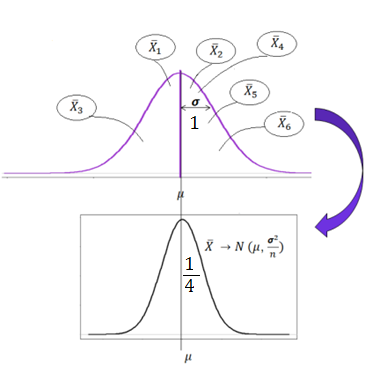 X̄₁
X̄₂
X̄₄
X̄₃
σ
1
X̄₅
X̄₆
μ
X̄ → N (μ, σ²/n)
1/4
μ